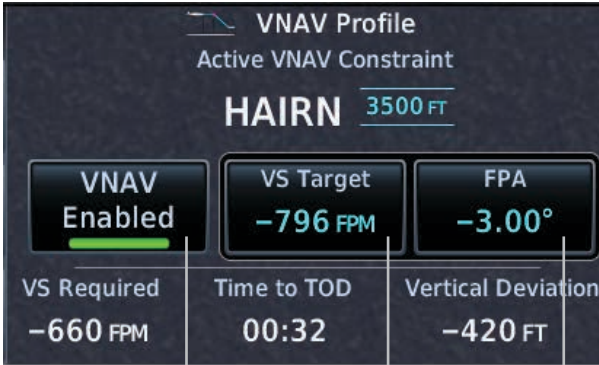 VNAV Profile
Active VNAV Constraint
HAIRN 3500 FT
VNAV Enabled
VS Target −796 FPM
FPA −3.00°
VS Required −660 FPM
Time to TOD 00:32
Vertical Deviation −420 FT